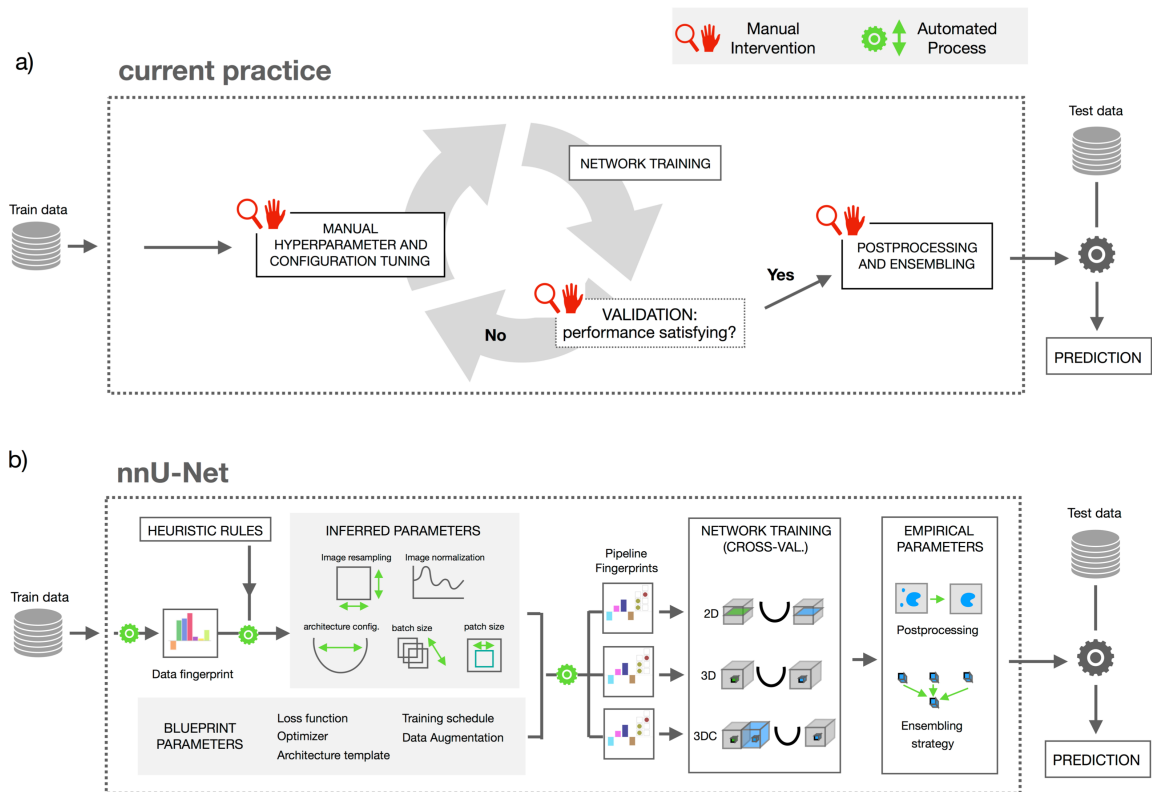 Manual
Intervention
Automated
Process
a)
current practice
Test data
NETWORK TRAINING
Train data
MANUAL
HYPERPARAMETER AND
CONFIGURATION TUNING
POSTPROCESSING
AND ENSEMBLING
Yes
VALIDATION:
performance satisfying?
No
PREDICTION
b)
nnU-Net
HEURISTIC RULES
INFERRED PARAMETERS
Image resampling
Image normalization
architecture config.
batch size
patch size
Train data
Data fingerprint
BLUEPRINT
PARAMETERS
Loss function
Optimizer
Architecture template
Training schedule
Data Augmentation
Pipeline
Fingerprints
NETWORK TRAINING
(CROSS-VAL.)
2D
3D
3DC
EMPIRICAL
PARAMETERS
Postprocessing
Ensembling
strategy
Test data
PREDICTION